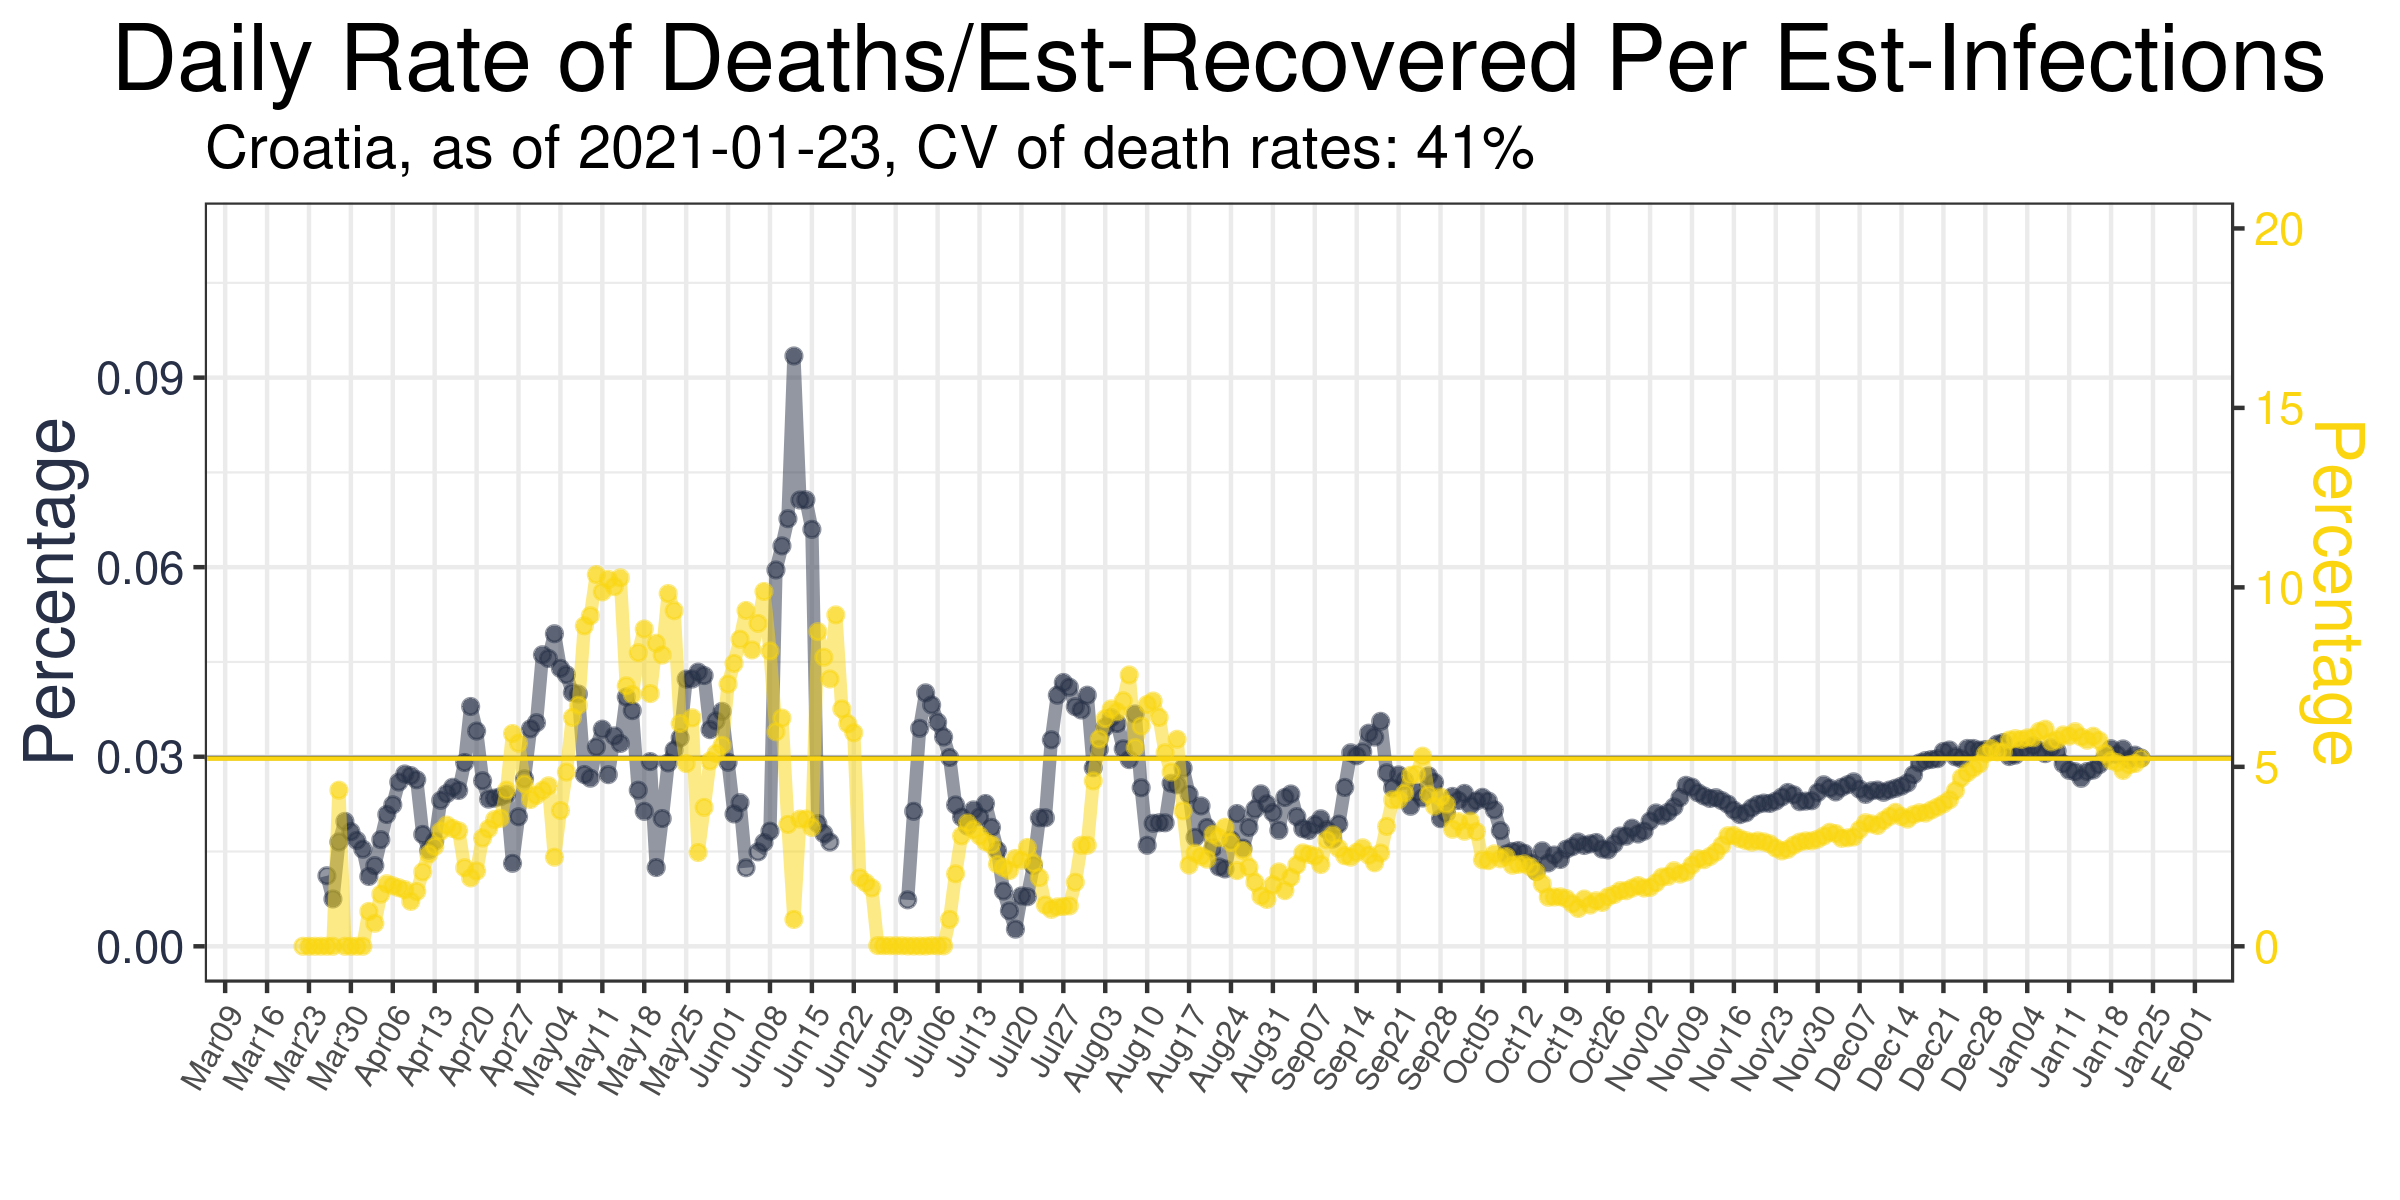 Daily Rate of Deaths/Est-Recovered Per Est-Infections
Croatia, as of 2021-01-23, CV of death rates: 41%
Percentage
0.09
0.06
0.03
0.00
20
15
10
5
0
Percentage
Mar09
Mar16
Mar23
Mar30
Apr06
Apr13
Apr20
Apr27
May04
May11
May18
May25
Jun01
Jun08
Jun15
Jun22
Jun29
Jul06
Jul13
Jul20
Jul27
Aug03
Aug10
Aug17
Aug24
Aug31
Sep07
Sep14
Sep21
Sep28
Oct05
Oct12
Oct19
Oct26
Nov02
Nov09
Nov16
Nov23
Nov30
Dec07
Dec14
Dec21
Dec28
Jan04
Jan11
Jan18
Jan25
Feb01